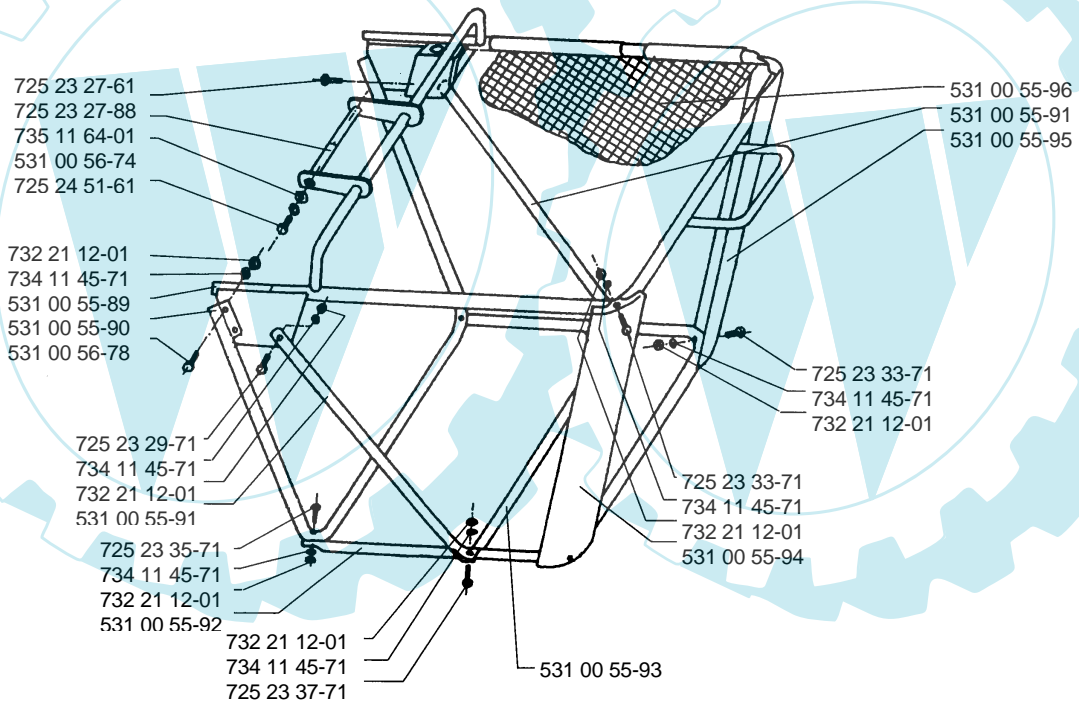 725 23 27-61
725 23 27-88
735 11 64-01
531 00 56-74
725 24 51-61
531 00 55-96
531 00 55-91
531 00 55-95
732 21 12-01
734 11 45-71
531 00 55-89
531 00 55-90
531 00 56-78
725 23 33-71
734 11 45-71
732 21 12-01
725 23 29-71
734 11 45-71
732 21 12-01
531 00 55-91
725 23 33-71
734 11 45-71
732 21 12-01
531 00 55-94
725 23 35-71
734 11 45-71
732 21 12-01
531 00 55-92
732 21 12-01
734 11 45-71
725 23 37-71
531 00 55-93